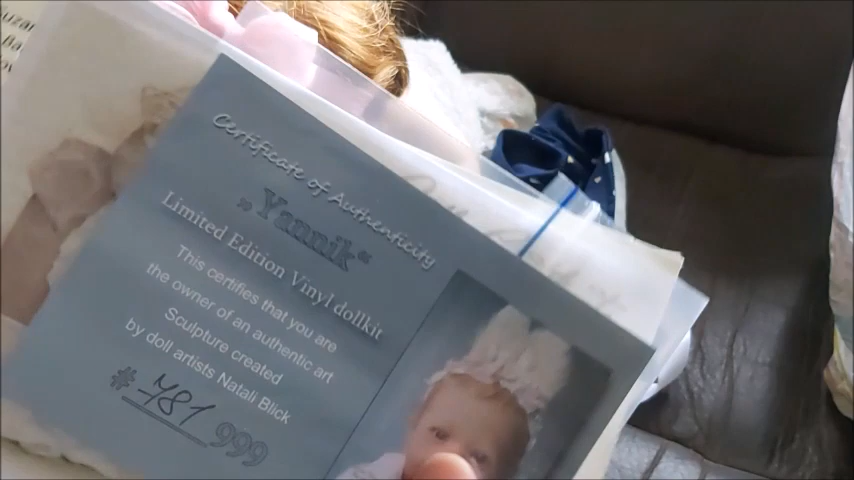 Certificate of Authenticity
„Yannik“
Limited Edition Vinyl dollkit
This certifies that you are
the owner of an authentic art
Sculpture created
by doll artists Natali Blick
# 481 999